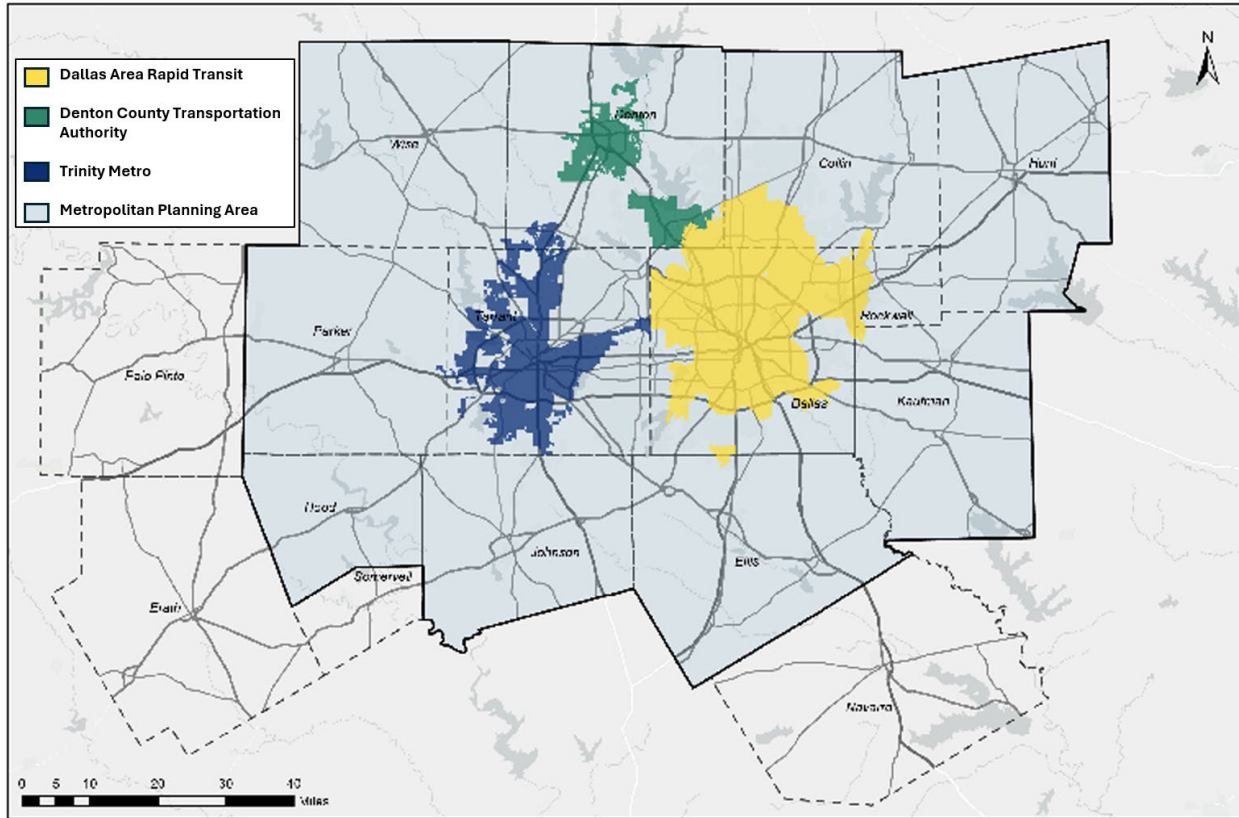 N
Dallas Area Rapid Transit
Denton County Transportation
Authority
Trinity Metro
Metropolitan Planning Area
Denton
Wise
Collin
Hunt
Tarrant
Parker
Rockwall
Palo Pinto
Dallas
Kaufman
Hood
Johnson
Ellis
Somervell
Erath
Navarro
0 5 10 20 30 40
Miles